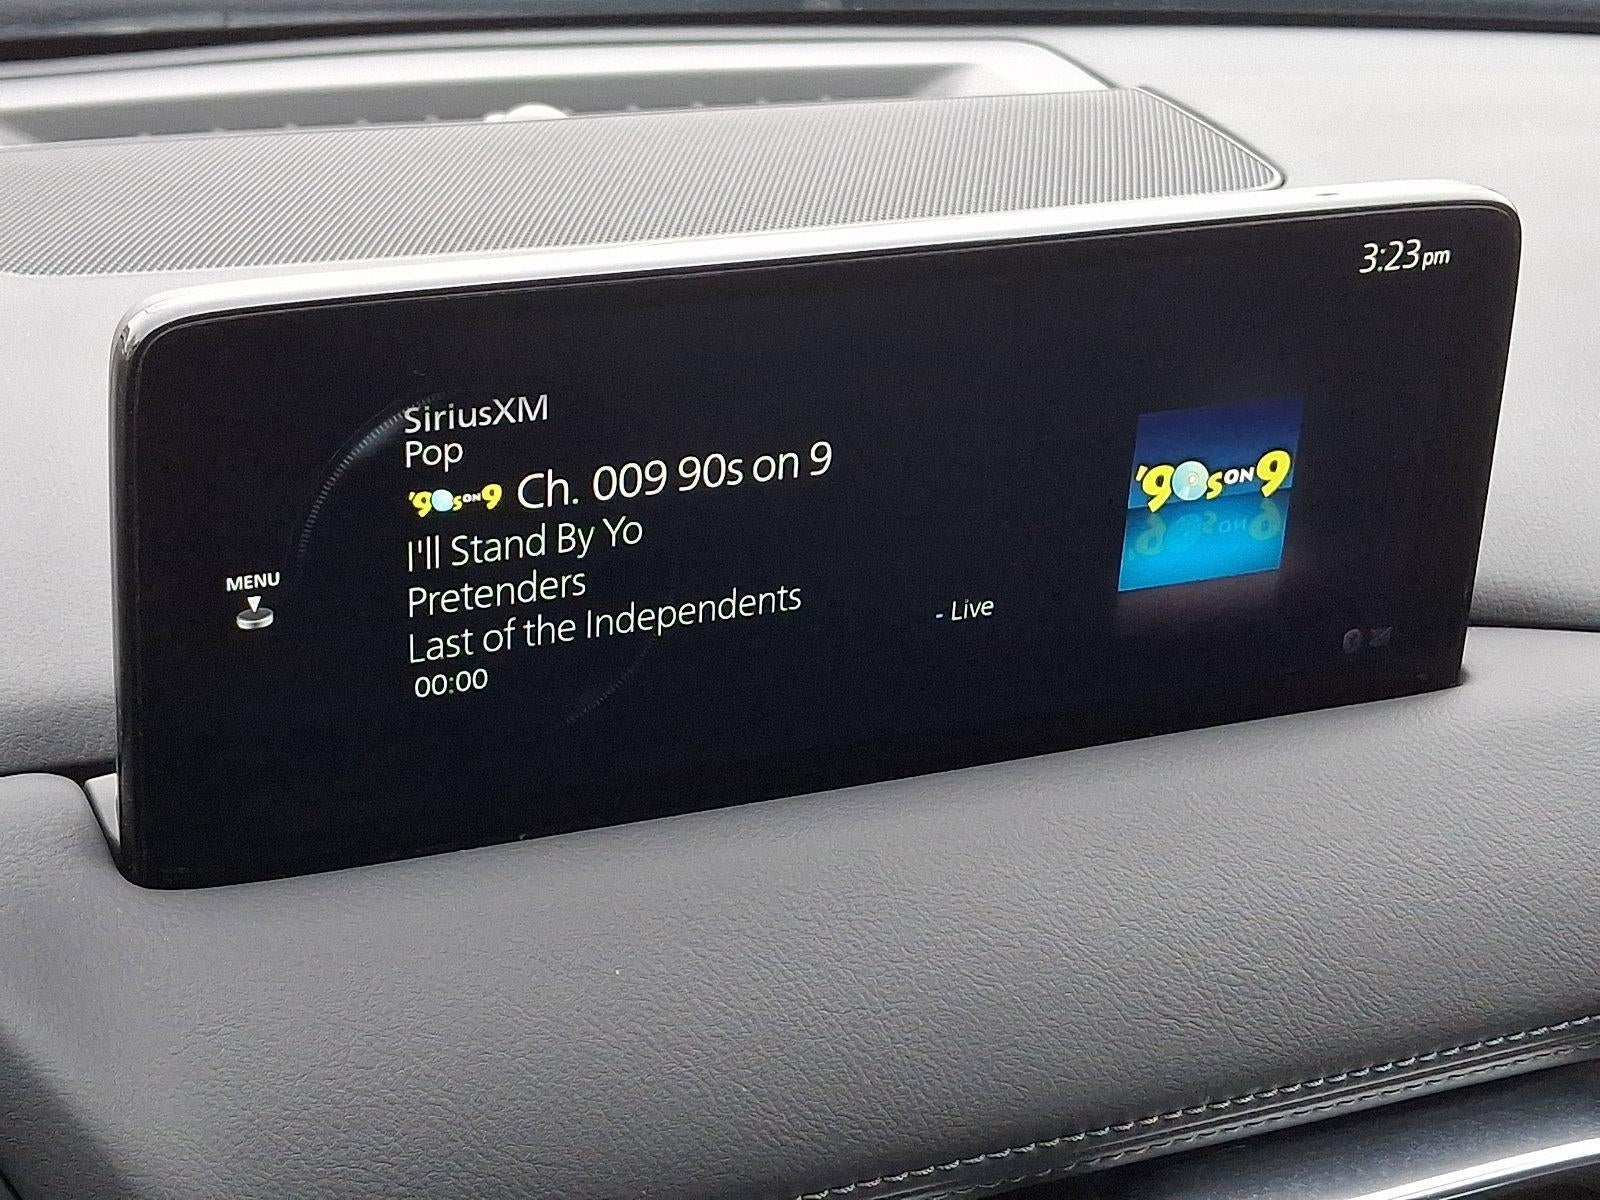 3:23pm
SiriusXM
Pop
'90s ON 9 Ch. 009 90s on 9
I'll Stand By Yo
Pretenders
Last of the Independents
- Live
00:00
MENU
'90s ON 9